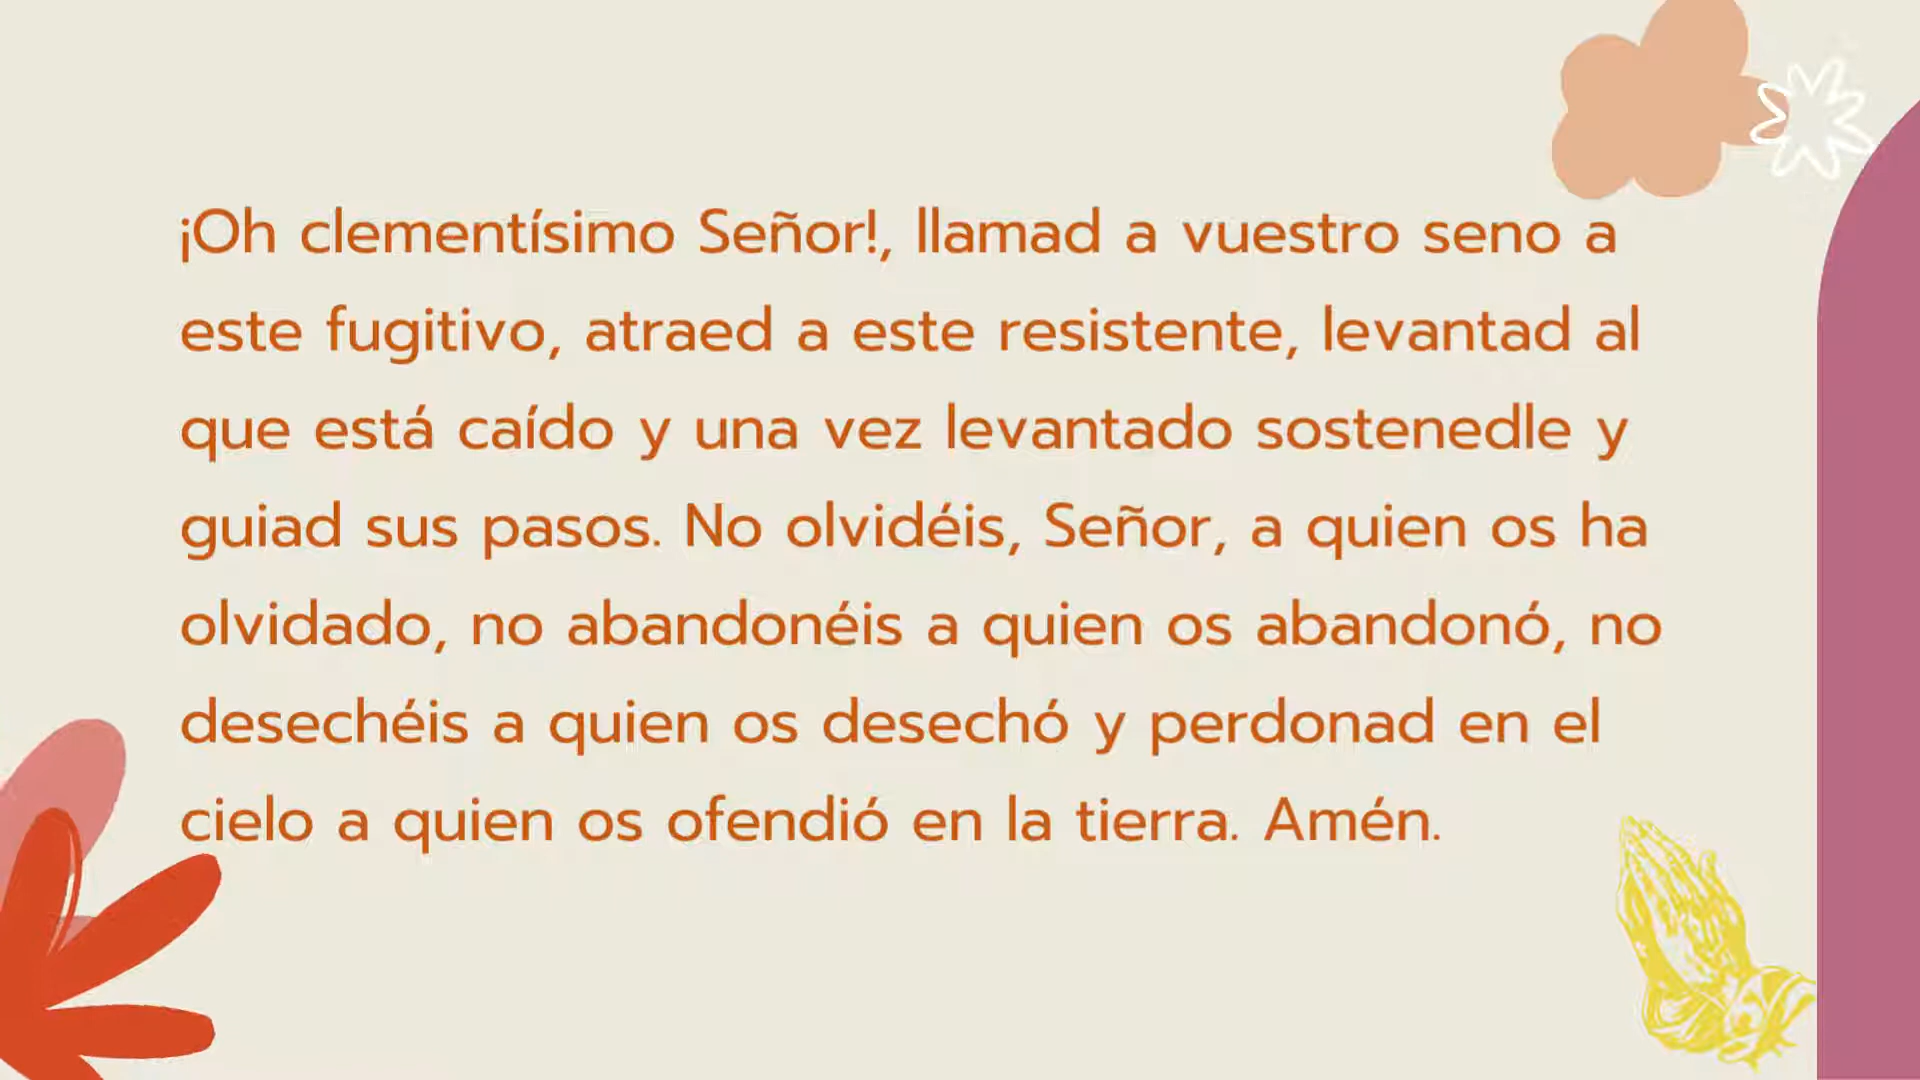 ¡Oh clementísimo Señor!, llamad a vuestro seno a
este fugitivo, atraed a este resistente, levantad al
que está caído y una vez levantado sostenedle y
guiad sus pasos. No olvidéis, Señor, a quien os ha
olvidado, no abandonéis a quien os abandonó, no
desechéis a quien os desechó y perdonad en el
cielo a quien os ofendió en la tierra. Amén.